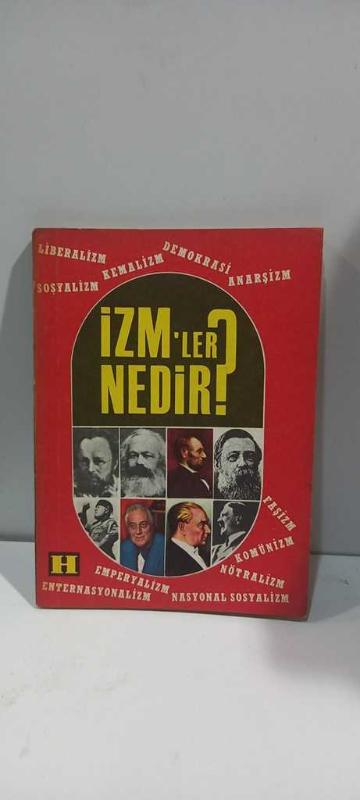 LİBERALİZM
KEMALİZM
DEMOKRASİ
ANARŞİZM
SOSYALİZM
İZM'LER
NEDİR?
FAŞİZM
KOMÜNİZM
NÖTRALİZM
EMPERYALİZM
H
ENTERNASYONALİZM
NASYONAL SOSYALİZM